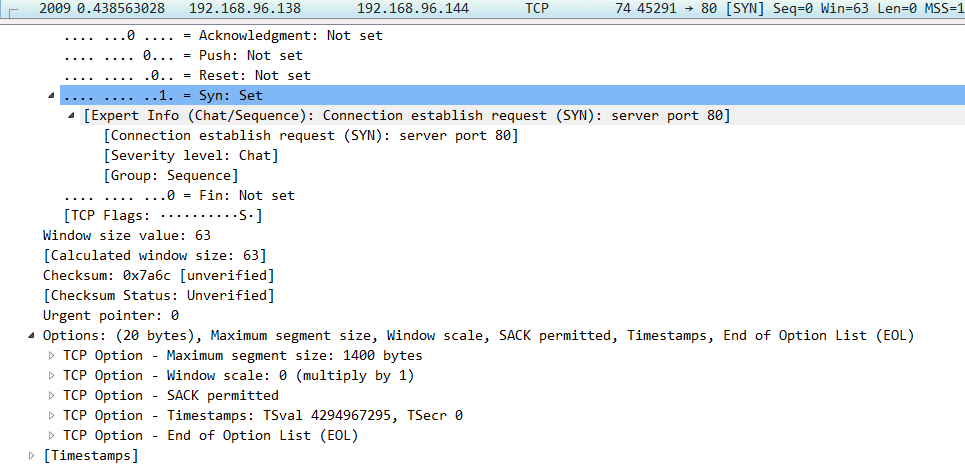 2009 0.438563028 192.168.96.138 192.168.96.144 TCP 74 45291 → 80 [SYN] Seq=0 Win=63 Len=0 MSS=1
.... ...0 .... = Acknowledgment: Not set
.... .... 0... = Push: Not set
.... .... .0.. = Reset: Not set
.... .... ..1. = Syn: Set
[Expert Info (Chat/Sequence): Connection establish request (SYN): server port 80]
[Connection establish request (SYN): server port 80]
[Severity level: Chat]
[Group: Sequence]
.... .... ...0 = Fin: Not set
[TCP Flags: ··········S·]
Window size value: 63
[Calculated window size: 63]
Checksum: 0x7a6c [unverified]
[Checksum Status: Unverified]
Urgent pointer: 0
Options: (20 bytes), Maximum segment size, Window scale, SACK permitted, Timestamps, End of Option List (EOL)
TCP Option - Maximum segment size: 1400 bytes
TCP Option - Window scale: 0 (multiply by 1)
TCP Option - SACK permitted
TCP Option - Timestamps: TSval 4294967295, TSecr 0
TCP Option - End of Option List (EOL)
[Timestamps]